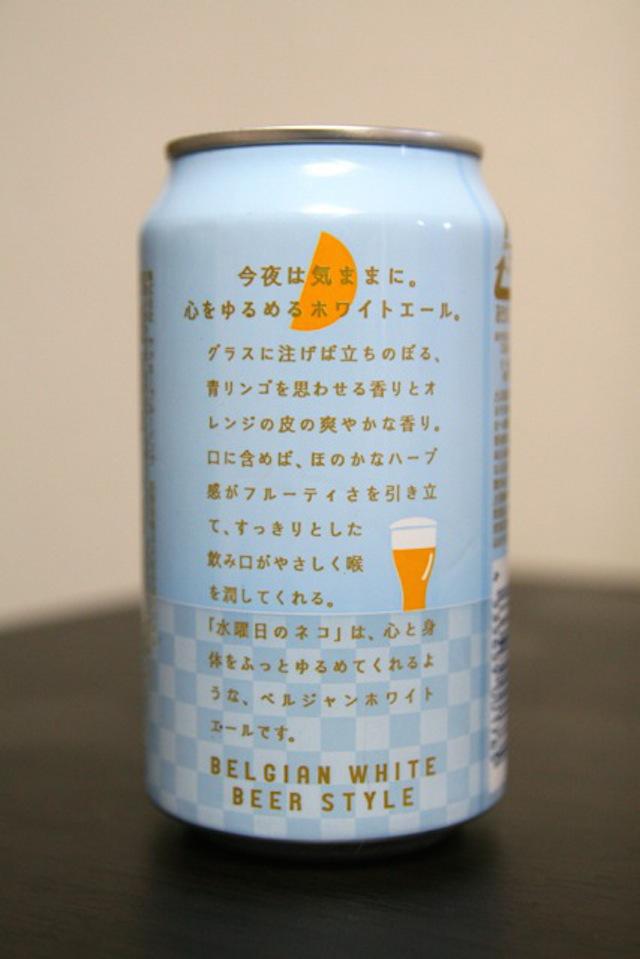 今夜は気ままに。
心をゆるめるホワイトエール。
グラスに注げば立ちのぼる、
青リンゴを思わせる香りとオ
レンジの皮の爽やかな香り。
口に含めば、ほのかなハーブ
感がフルーティさを引き立
て、すっきりとした
飲み口がやさしく喉
を潤してくれる。
「水曜日のネコ」は、心と身
体をふっとゆるめてくれるよ
うな、ベルジャンホワイト
エールです。
BELGIAN WHITE
BEER STYLE